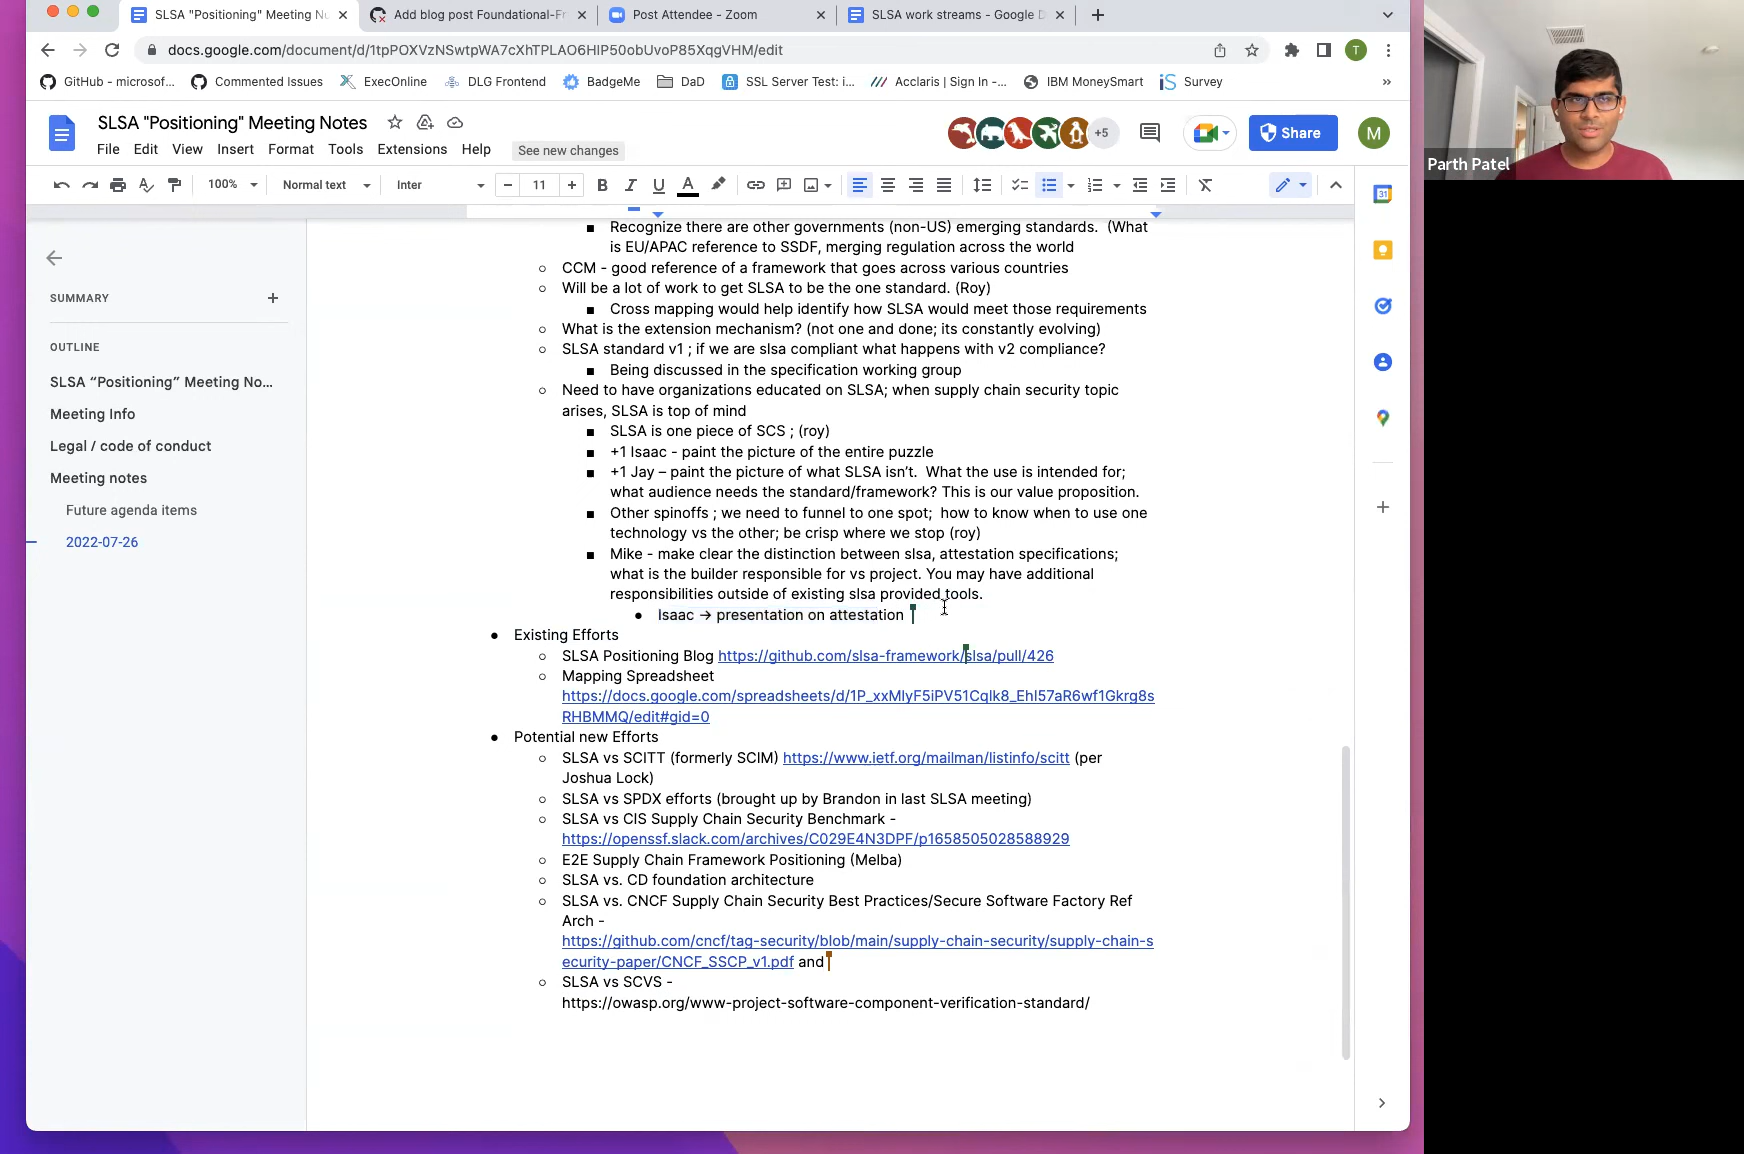 SLSA "Positioning" Meeting Nu
Add blog post Foundational-Fr
Post Attendee - Zoom
SLSA work streams - Google D
docs.google.com/document/d/1tpPOXVzNSwtpWA7cXhTPLAO6HlP50obUvoP85XqgVHM/edit
GitHub - microsof...
Commented Issues
ExecOnline
DLG Frontend
BadgeMe
DaD
SSL Server Test: i...
Acclaris | Sign In -...
IBM MoneySmart
iS Survey
»
SLSA "Positioning" Meeting Notes
+5
Share
M
T
File Edit View Insert Format Tools Extensions Help
See new changes
100%
Normal text
Inter
11
31
SUMMARY
OUTLINE
SLSA “Positioning” Meeting No...
Meeting Info
Legal / code of conduct
Meeting notes
Future agenda items
2022-07-26
Recognize there are other governments (non-US) emerging standards.  (What
is EU/APAC reference to SSDF, merging regulation across the world
CCM - good reference of a framework that goes across various countries
Will be a lot of work to get SLSA to be the one standard. (Roy)
Cross mapping would help identify how SLSA would meet those requirements
What is the extension mechanism? (not one and done; its constantly evolving)
SLSA standard v1 ; if we are slsa compliant what happens with v2 compliance?
Being discussed in the specification working group
Need to have organizations educated on SLSA; when supply chain security topic
arises, SLSA is top of mind
SLSA is one piece of SCS ; (roy)
+1 Isaac - paint the picture of the entire puzzle
+1 Jay – paint the picture of what SLSA isn’t.  What the use is intended for;
what audience needs the standard/framework? This is our value proposition.
Other spinoffs ; we need to funnel to one spot;  how to know when to use one
technology vs the other; be crisp where we stop (roy)
Mike - make clear the distinction between slsa, attestation specifications;
what is the builder responsible for vs project. You may have additional
responsibilities outside of existing slsa provided tools.
Isaac → presentation on attestation
Existing Efforts
SLSA Positioning Blog https://github.com/slsa-framework/slsa/pull/426
Mapping Spreadsheet
https://docs.google.com/spreadsheets/d/1P_xxMlyF5iPV51Cqlk8_Ehl57aR6wf1Gkrg8s
RHBMMQ/edit#gid=0
Potential new Efforts
SLSA vs SCITT (formerly SCIM) https://www.ietf.org/mailman/listinfo/scitt (per
Joshua Lock)
SLSA vs SPDX efforts (brought up by Brandon in last SLSA meeting)
SLSA vs CIS Supply Chain Security Benchmark -
https://openssf.slack.com/archives/C029E4N3DPF/p1658505028588929
E2E Supply Chain Framework Positioning (Melba)
SLSA vs. CD foundation architecture
SLSA vs. CNCF Supply Chain Security Best Practices/Secure Software Factory Ref
Arch -
https://github.com/cncf/tag-security/blob/main/supply-chain-security/supply-chain-s
ecurity-paper/CNCF_SSCP_v1.pdf and
SLSA vs SCVS -
https://owasp.org/www-project-software-component-verification-standard/
Parth Patel